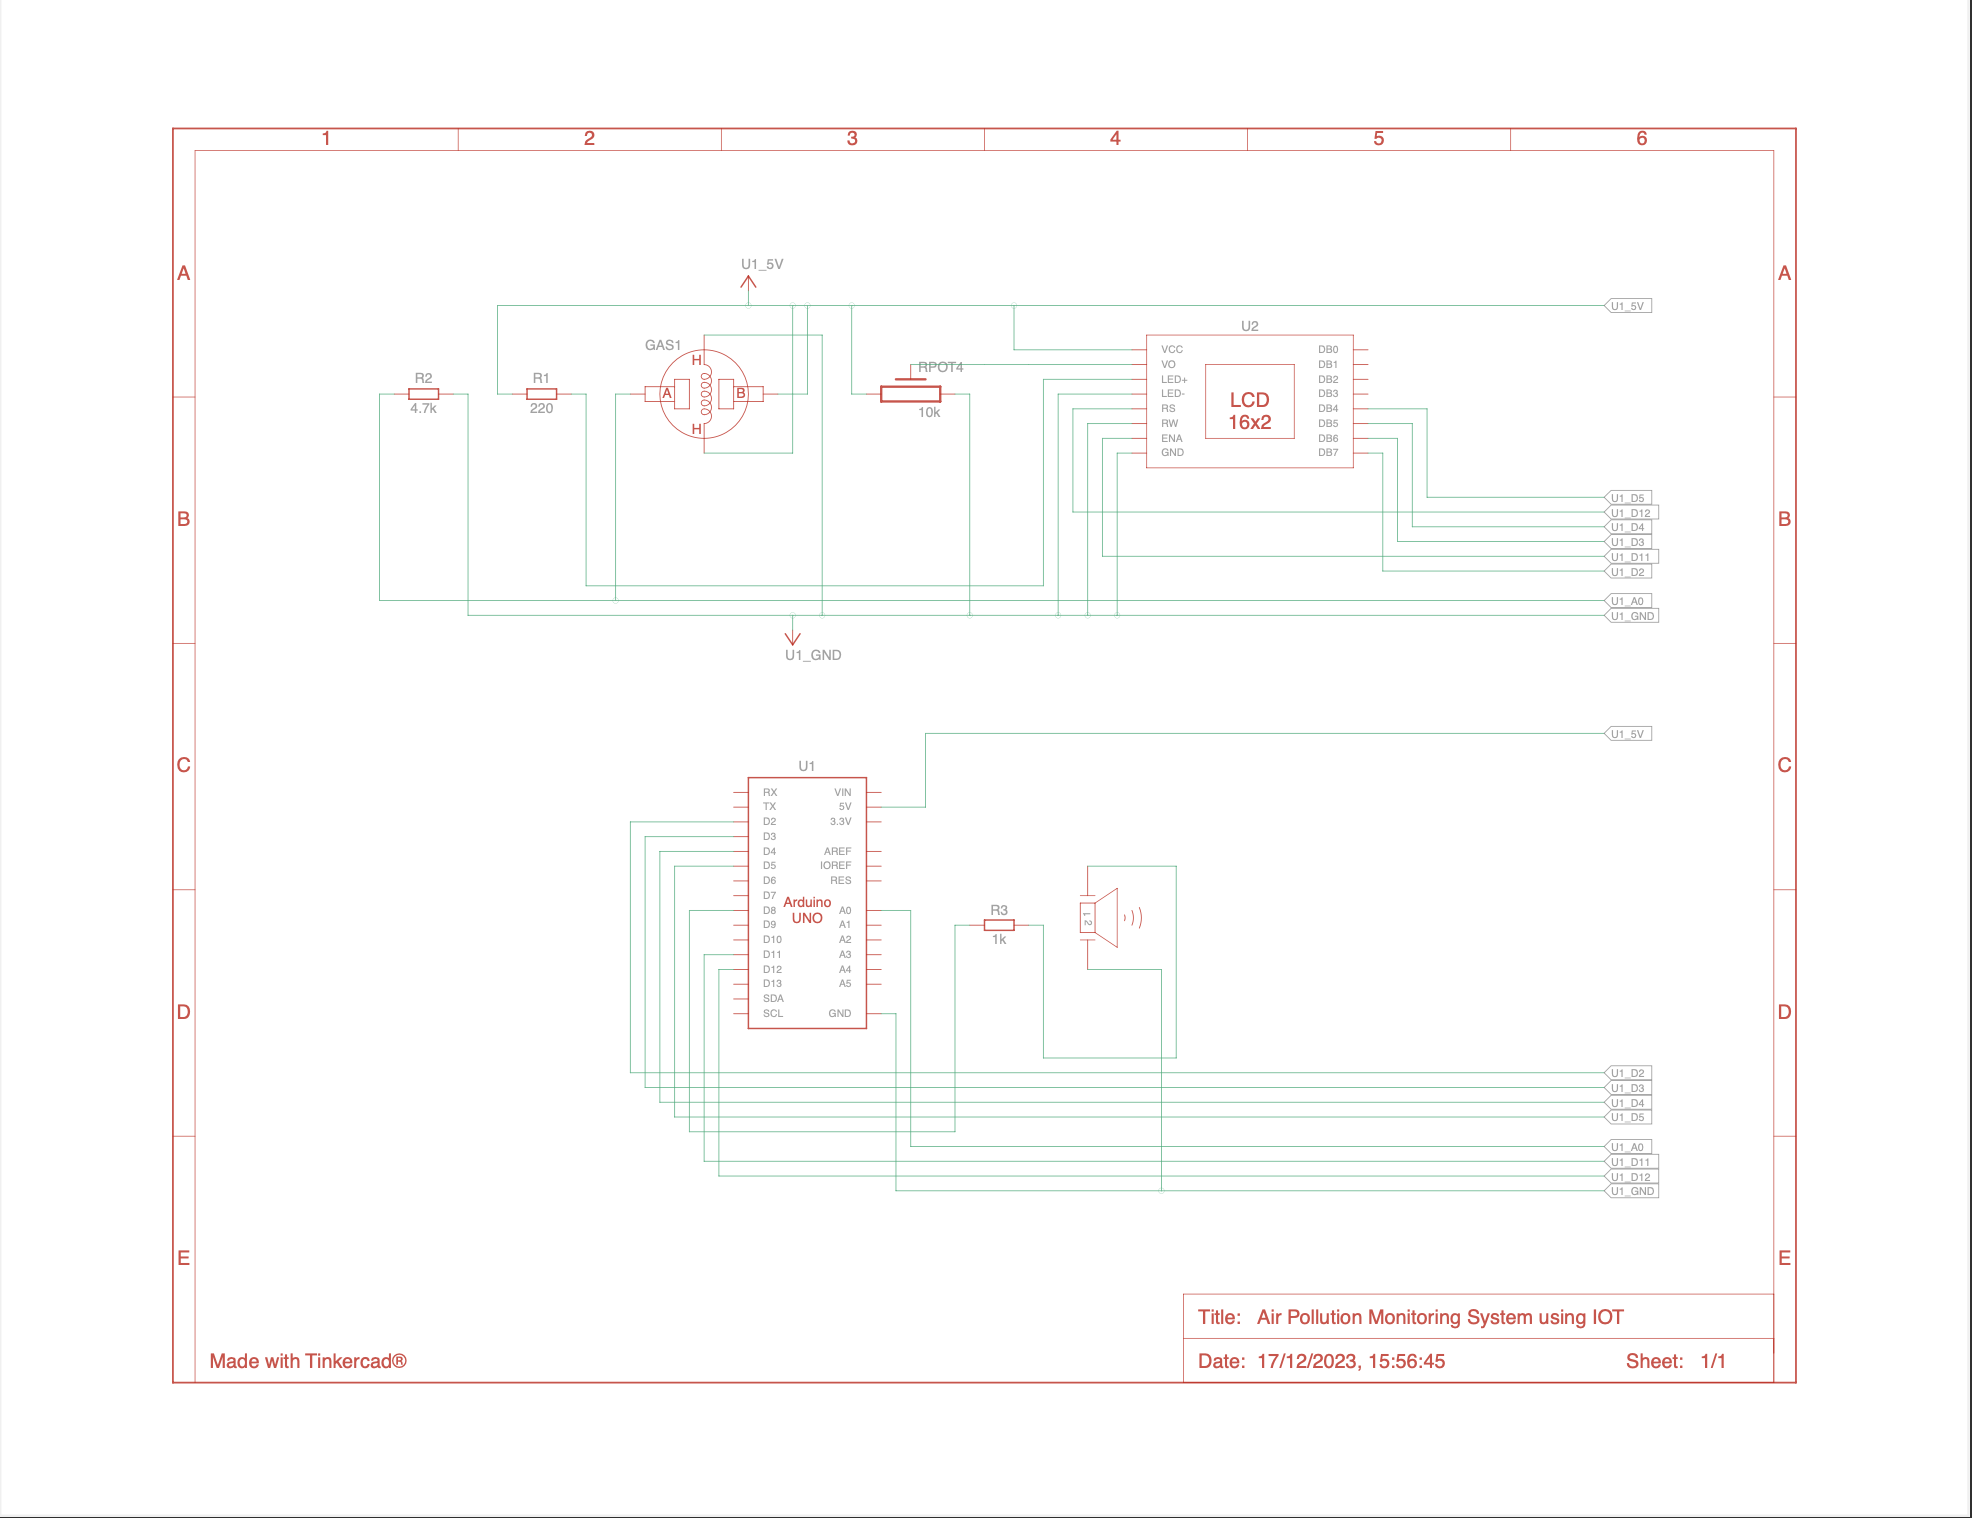 1 2 3 4 5 6
A A
U1_5V
U1_5V
U2
GAS1
H
VCC DB0
VO DB1
RPOT4
R2 R1
LED+ DB2
A B
LED- DB3
LCD
4.7k 220
10k
RS DB4
16x2
RW DB5
H
ENA DB6
GND DB7
U1_D5
U1_D12
B B
U1_D4
U1_D3
U1_D11
U1_D2
U1_A0
U1_GND
U1_GND
U1_5V
C C
U1
RX VIN
TX 5V
D2 3.3V
D3
D4 AREF
D5 IOREF
D6 RES
D7
Arduino
D8 A0
R3
UNO
1 2
D9 A1
D10 A2
1k
D11 A3
D12 A4
D13 A5
SDA
SCL GND
D D
U1_D2
U1_D3
U1_D4
U1_D5
U1_A0
U1_D11
U1_D12
U1_GND
E E
Title: Air Pollution Monitoring System using IOT
Made with Tinkercad®
Date: 17/12/2023, 15:56:45 Sheet: 1/1